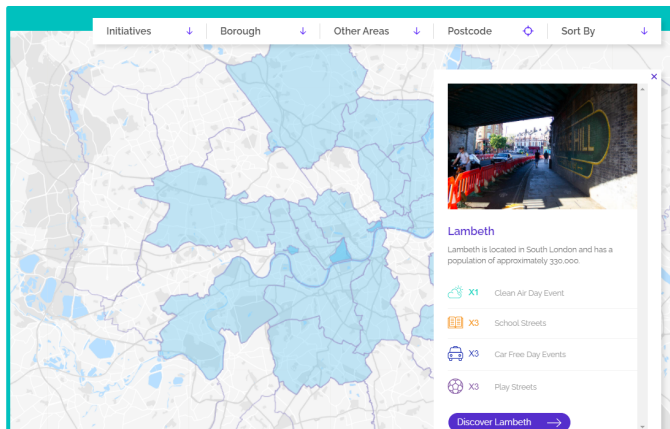 Initiatives
Borough
Other Areas
Postcode
Sort By
Lambeth
Lambeth is located in South London and has a
population of approximately 330,000.
X1 Clean Air Day Event
X3 School Streets
X3 Car Free Day Events
X3 Play Streets
Discover Lambeth